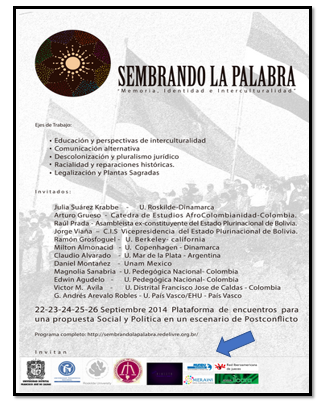 SEMBRANDO LA PALABRA
"Memoria, Identidad e Interculturalidad"
Ejes de Trabajo:
• Educación y perspectivas de interculturalidad
• Comunicación alternativa
• Descolonización y pluralismo jurídico
• Racialidad y reparaciones históricas.
• Legalización y Plantas Sagradas
Invitados:
Julia Suárez Krabbe - U. Roskilde-Dinamarca
Arturo Grueso - Catedra de Estudios AfroColombianidad-Colombia.
Raúl Prada - Asambleísta ex-constituyente del Estado Plurinacional de Bolivia.
Jorge Viaña - C.I.S Vicepresidencia del Estado Plurinacional de Bolivia.
Ramón Grosfoguel - U. Berkeley- california
Milton Almonacid - U. Copenhagen - Dinamarca
Claudio Alvarado - U. Mar de la Plata - Argentina
Daniel Montañez - Unam Mexico
Magnolia Sanabria - U. Pedegógica Nacional- Colombia
Edwin Agudelo - U. Pedegógica Nacional- Colombia
Victor M. Avila - U. Distrital Francisco Jose de Caldas - Colombia
G. Andrés Arevalo Robles - U. País Vasco/EHU - País Vasco
22-23-24-25-26 Septiembre 2014 Plataforma de encuentros para
una propuesta Social y Política en un escenario de Postconflicto
Programa completo: http://sembrandolapalabra.redelivre.org.br/
Invitan